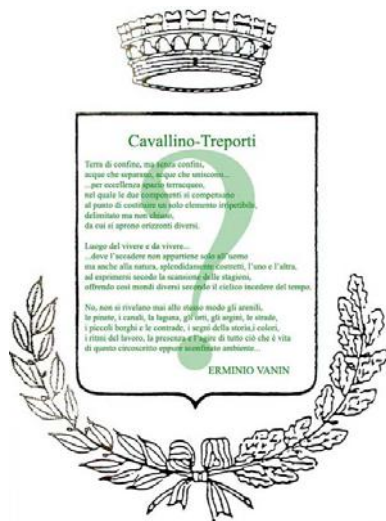 Cavallino-Treporti
Terra di confine, ma senza confini,
acque che separano, acque che uniscono...
...per eccellenza spazio terracqueo,
nel quale le due componenti si compensano
al punto di costituire un solo elemento irripetibile,
delimitato ma non chiuso,
da cui si aprono orizzonti diversi.
Luogo del vivere e da vivere...
...dove l'accadere non appartiene solo all'uomo
ma anche alla natura, splendidamente costretti, l'uno e l'altra,
ad esprimersi secodo la scansione delle stagioni,
offrendo così mondi diversi secondo il ciclico incedere del tempo.
No, non si rivelano mai allo stesso modo gli arenili,
le pinete, i canali, la laguna, gli orti, gli argini, le strade,
i piccoli borghi e le contrade, i segni della storia,i colori,
i ritmi del lavoro, la presenza e l'agire di tutto ciò che è vita
di questo circoscritto eppure sconfinato ambiente...
ERMINIO VANIN
?